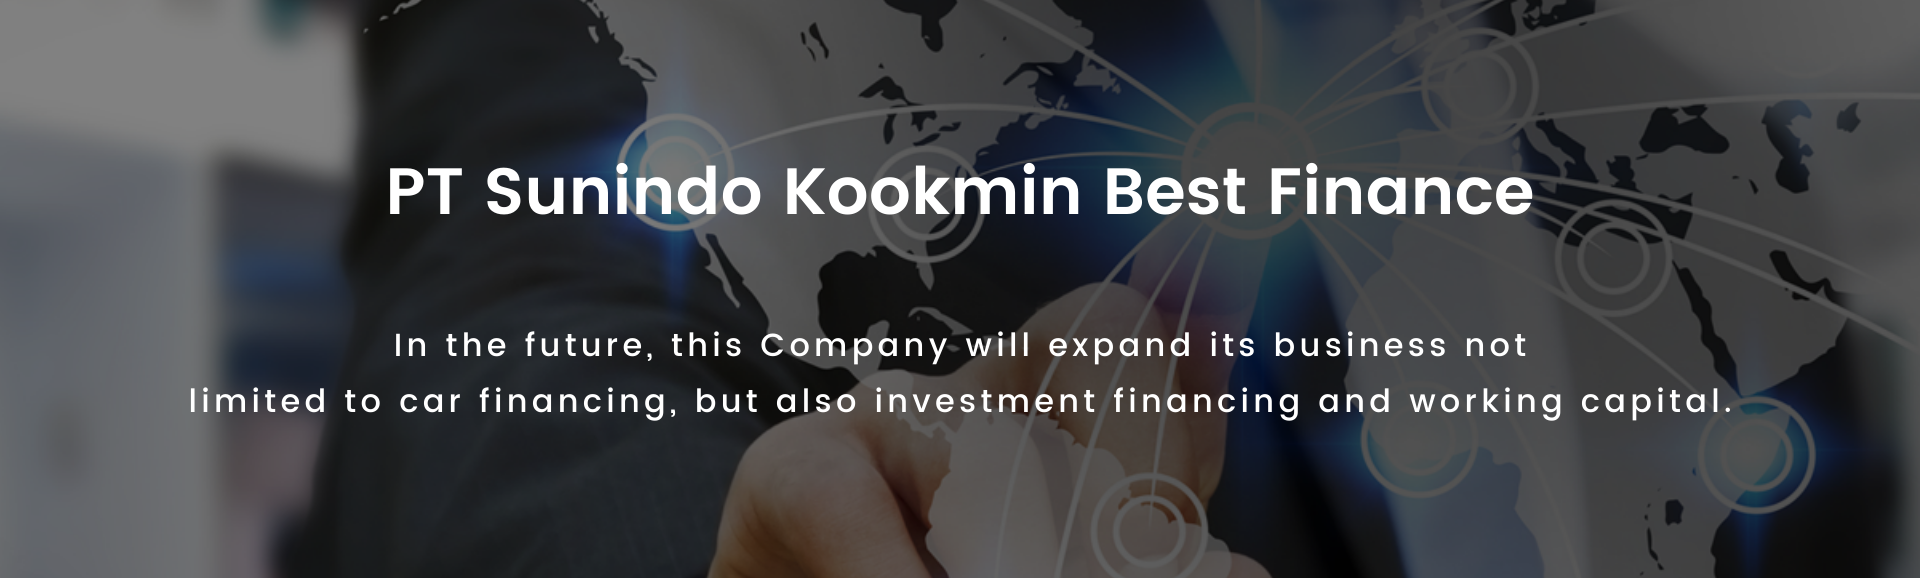 PT Sunindo Kookmin Best Finance
In the future, this Company will expand its business not
limited to car financing, but also investment financing and working capital.